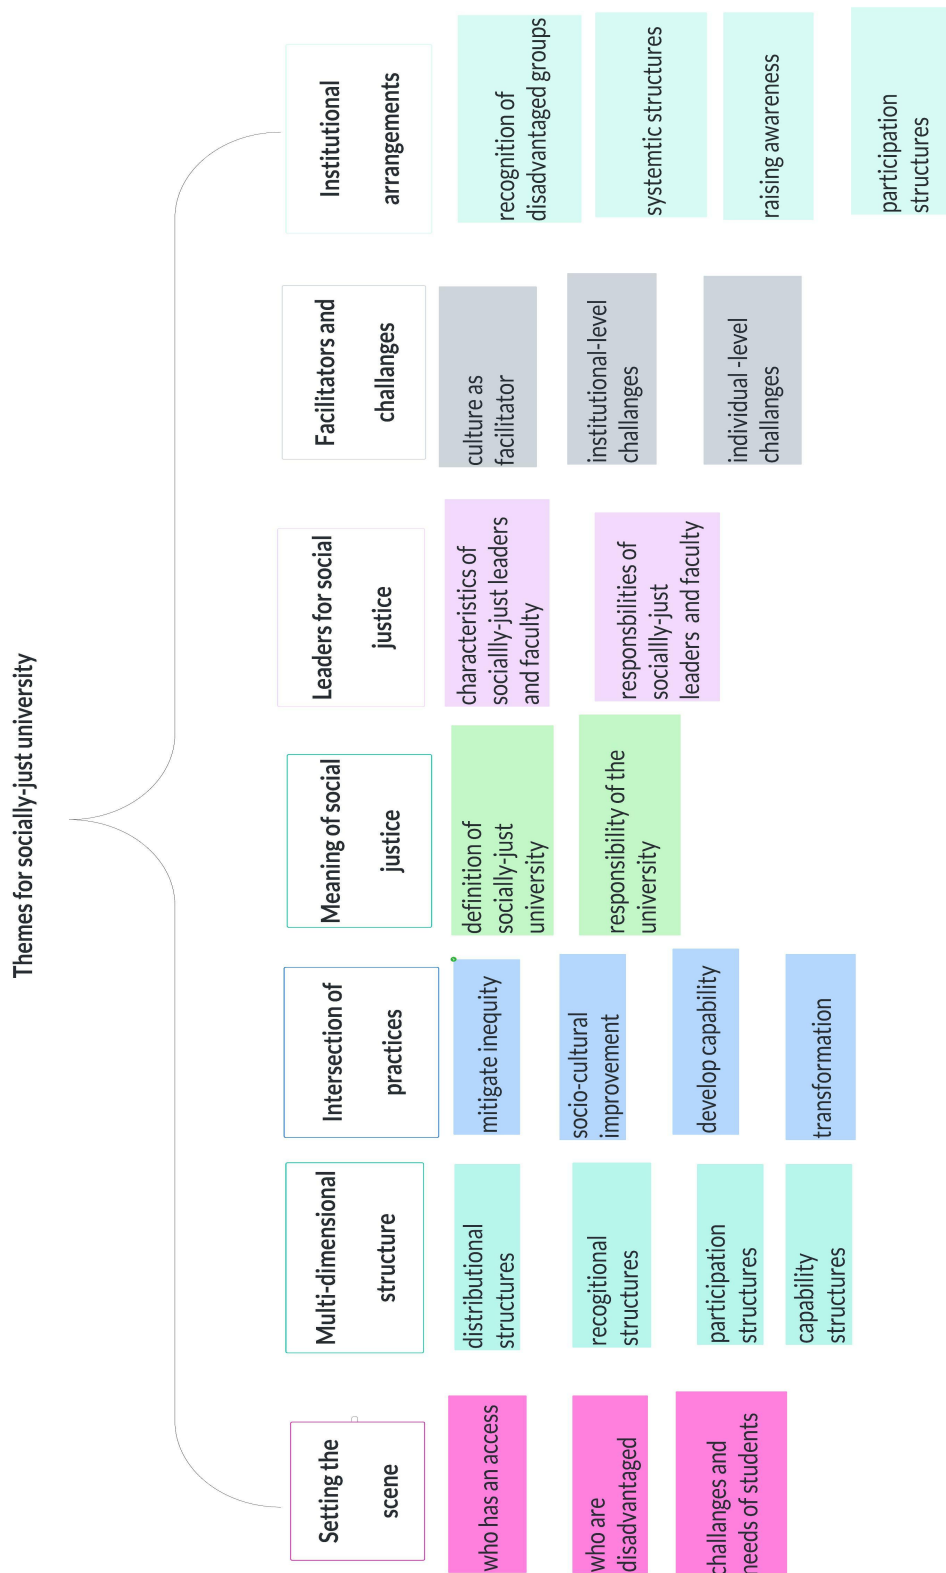 Themes for socially-just university
Setting the
scene
who has an access
who are
disadvantaged
challanges and
needs of students
Multi-dimensional
structure
distributional
structures
recogitional
structures
participation
structures
capability
structures
Intersection of
practices
mitigate inequity
socio-cultural
improvement
develop capability
transformation
Meaning of social
justice
definition of
socially-just
university
responsibility of the
university
Leaders for social
justice
characteristics of
sociallly-just leaders
and faculty
responsbilities of
sociallly-just
leaders and faculty
Facilitators and
challanges
culture as
facilitator
institutional-level
challanges
individual -level
challanges
Institutional
arrangements
recognition of
disadvantaged groups
systemtic structures
raising awareness
participation
structures